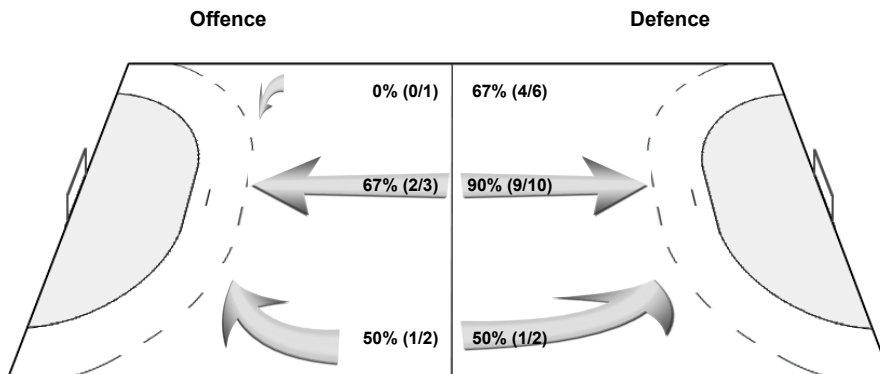 Offence Defence
0% (0/1) 67% (4/6)
67% (2/3) 90% (9/10)
50% (1/2) 50% (1/2)